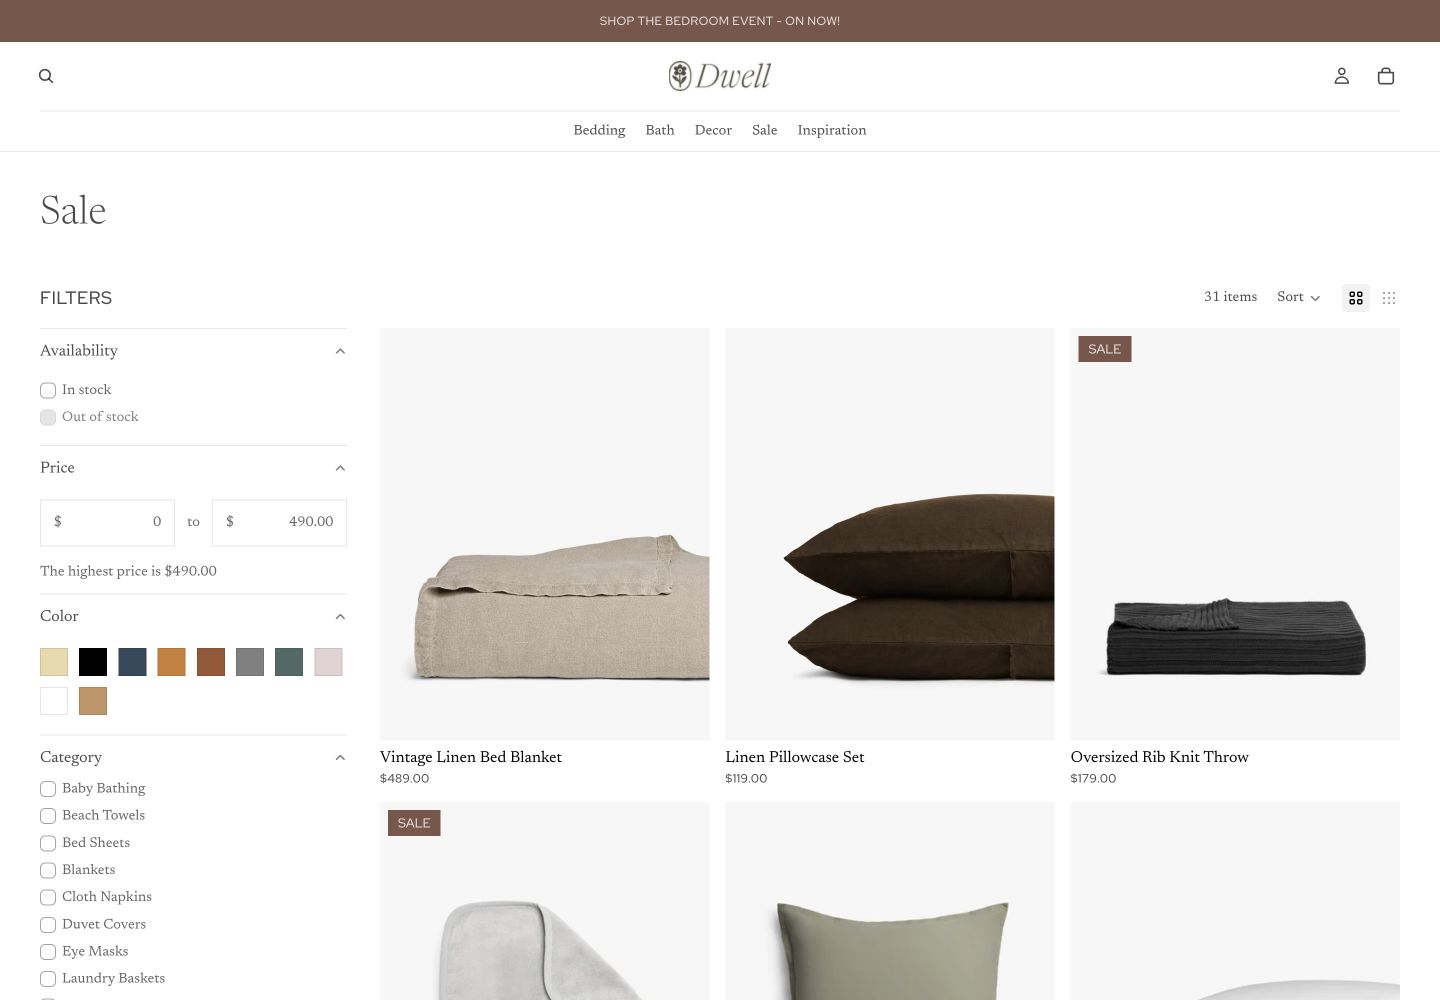 SHOP THE BEDROOM EVENT - ON NOW!
Dwell
Bedding Bath Decor Sale Inspiration
Sale
FILTERS
31 items Sort
Availability
In stock
Out of stock
Price
$ 0 to $ 490.00
The highest price is $490.00
Color
Category
Baby Bathing
Beach Towels
Bed Sheets
Blankets
Cloth Napkins
Duvet Covers
Eye Masks
Laundry Baskets
SALE
Vintage Linen Bed Blanket
$489.00
Linen Pillowcase Set
$119.00
Oversized Rib Knit Throw
$179.00
SALE